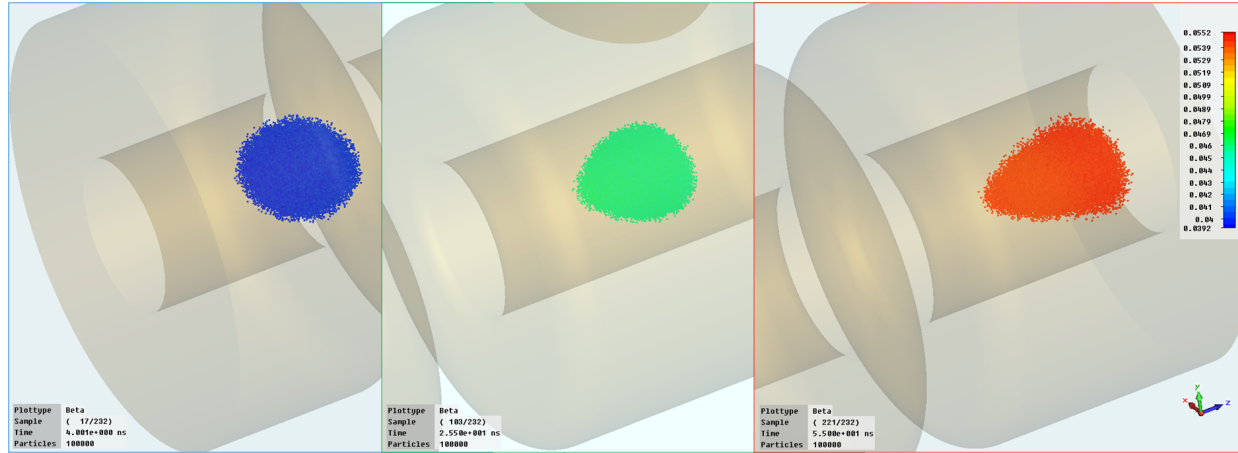 0.0552
0.0539
0.0529
0.0519
0.0509
0.0499
0.0489
0.0479
0.0469
0.046
0.045
0.044
0.043
0.042
0.041
0.04
0.0392
Y
X
Z
Plottype Beta
Sample ( 17/232)
Time 4.001e+000 ns
Particles 100000
Plottype Beta
Sample ( 103/232)
Time 2.550e+001 ns
Particles 100000
Plottype Beta
Sample ( 221/232)
Time 5.500e+001 ns
Particles 100000